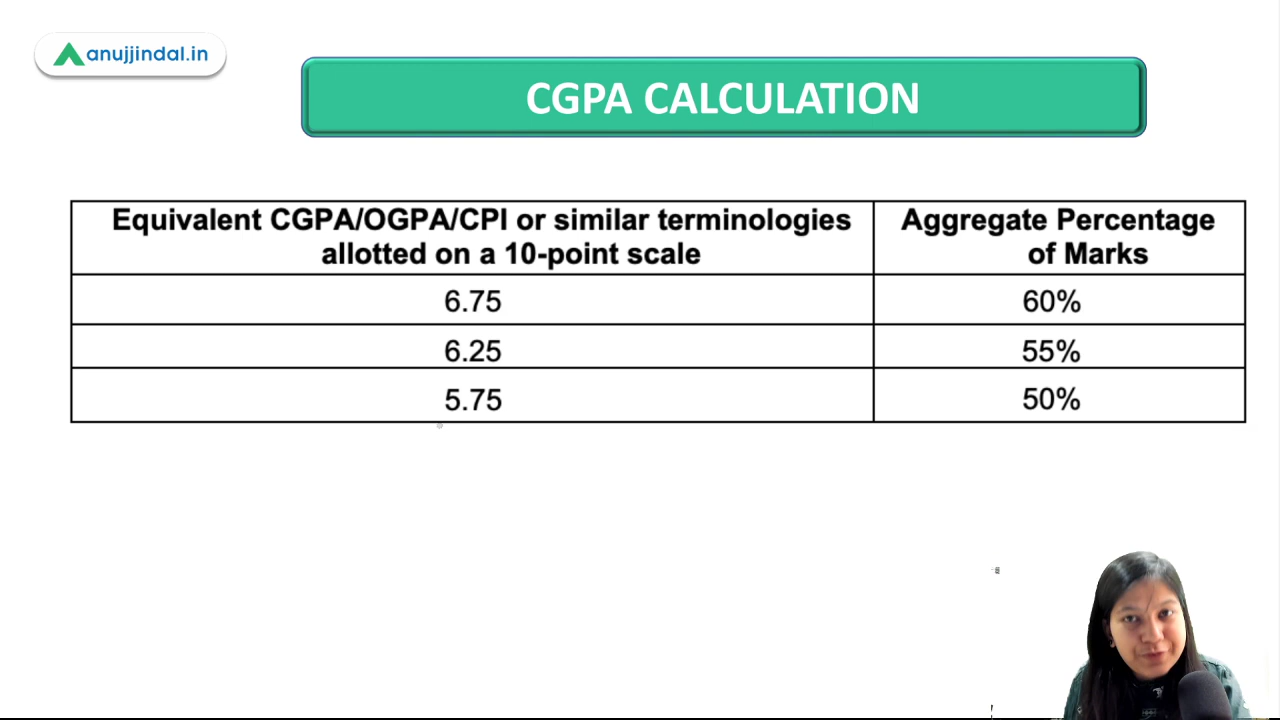 anujjindal.in
CGPA CALCULATION
Equivalent CGPA/OGPA/CPI or similar terminologies
allotted on a 10-point scale
Aggregate Percentage
of Marks
6.75
60%
6.25
55%
5.75
50%